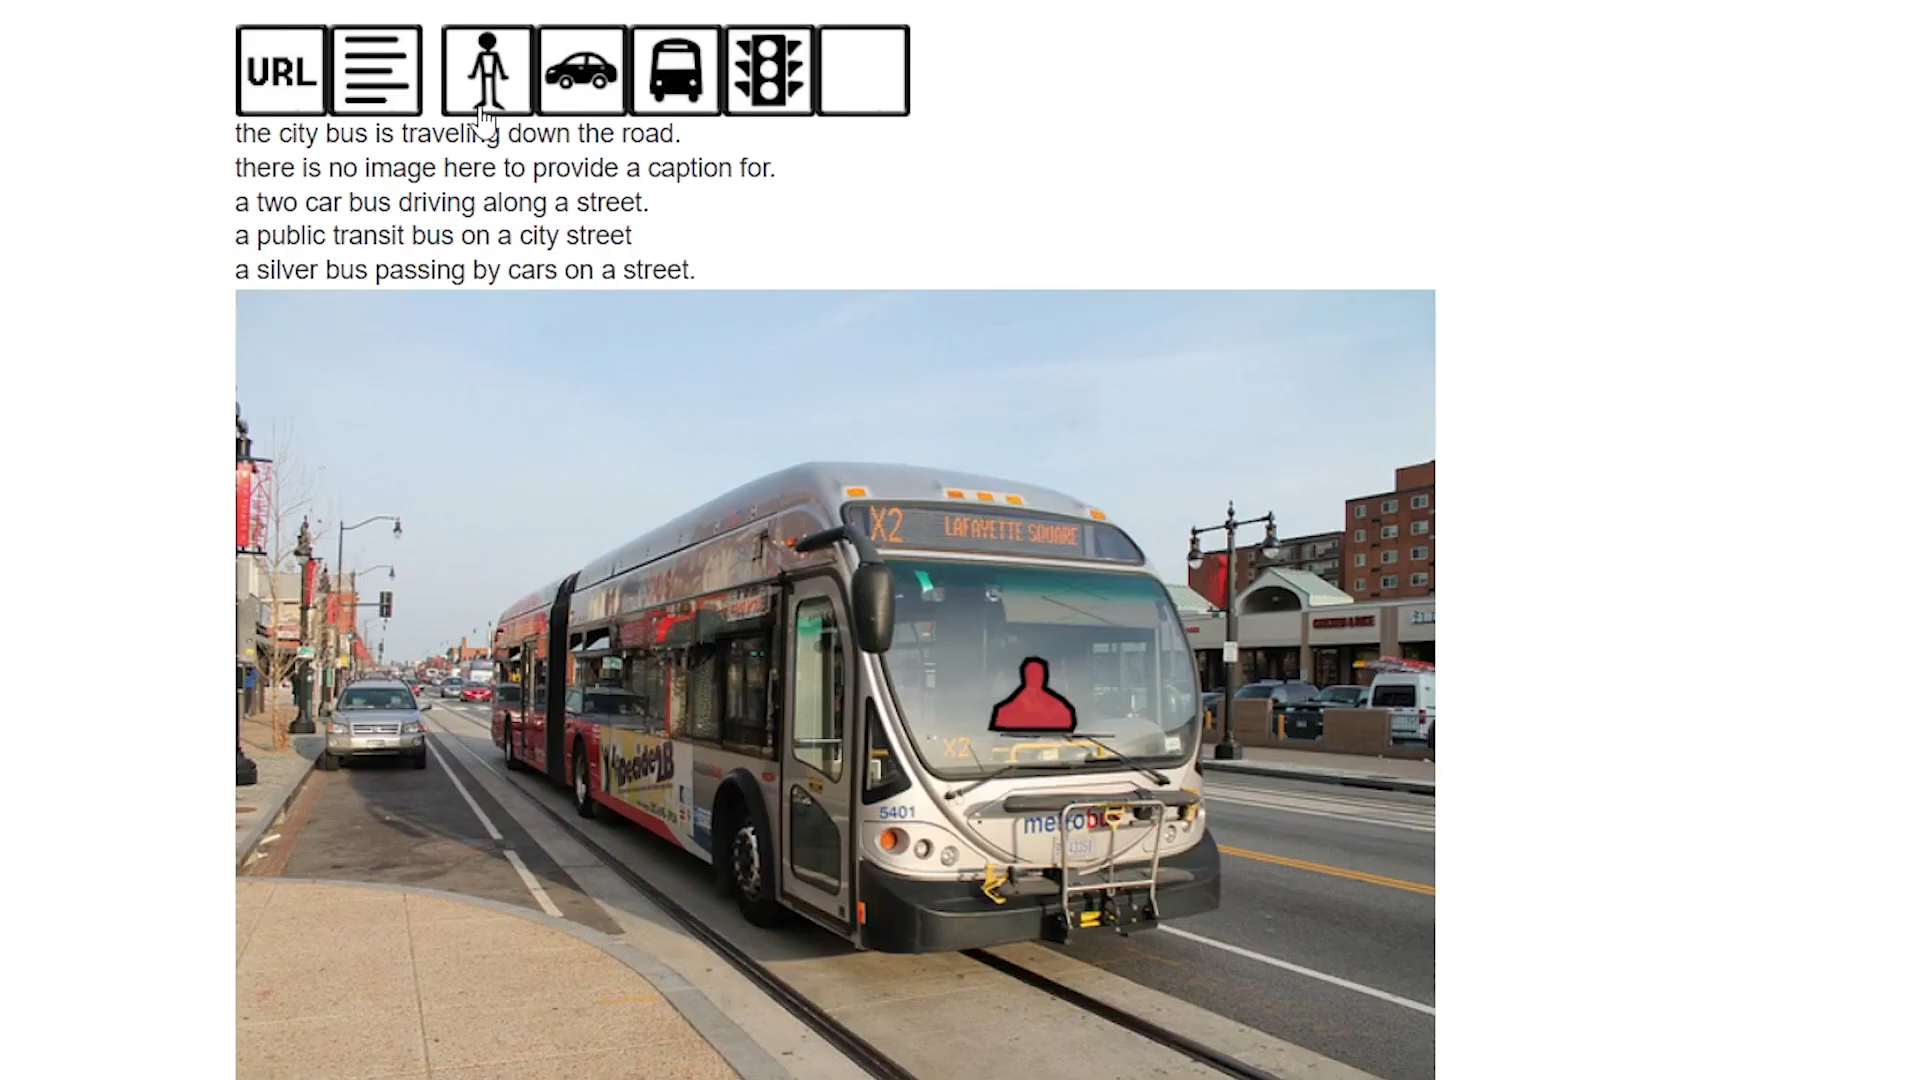 URL
the city bus is traveling down the road.
there is no image here to provide a caption for.
a two car bus driving along a street.
a public transit bus on a city street
a silver bus passing by cars on a street.
X2 LAFAYETTE SQUARE
X2
Decide2B
5401
metrobus